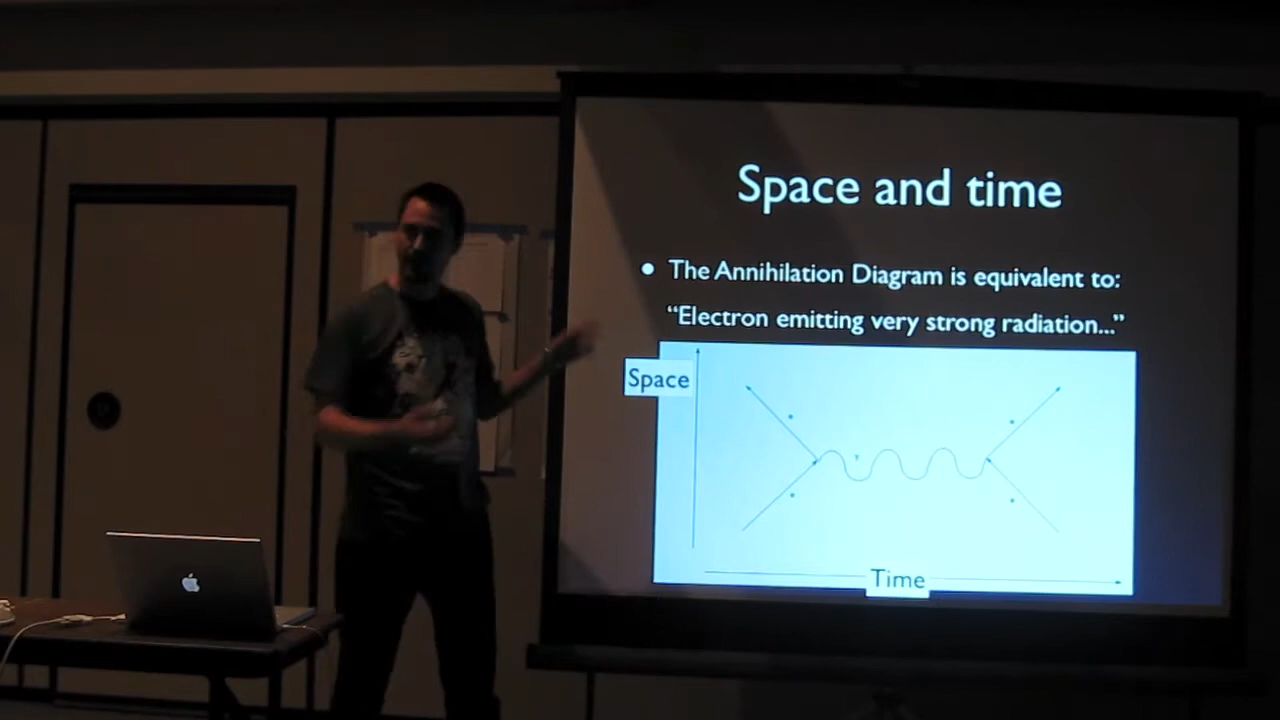 Space and time
• The Annihilation Diagram is equivalent to:
“Electron emitting very strong radiation...”
Space
Time